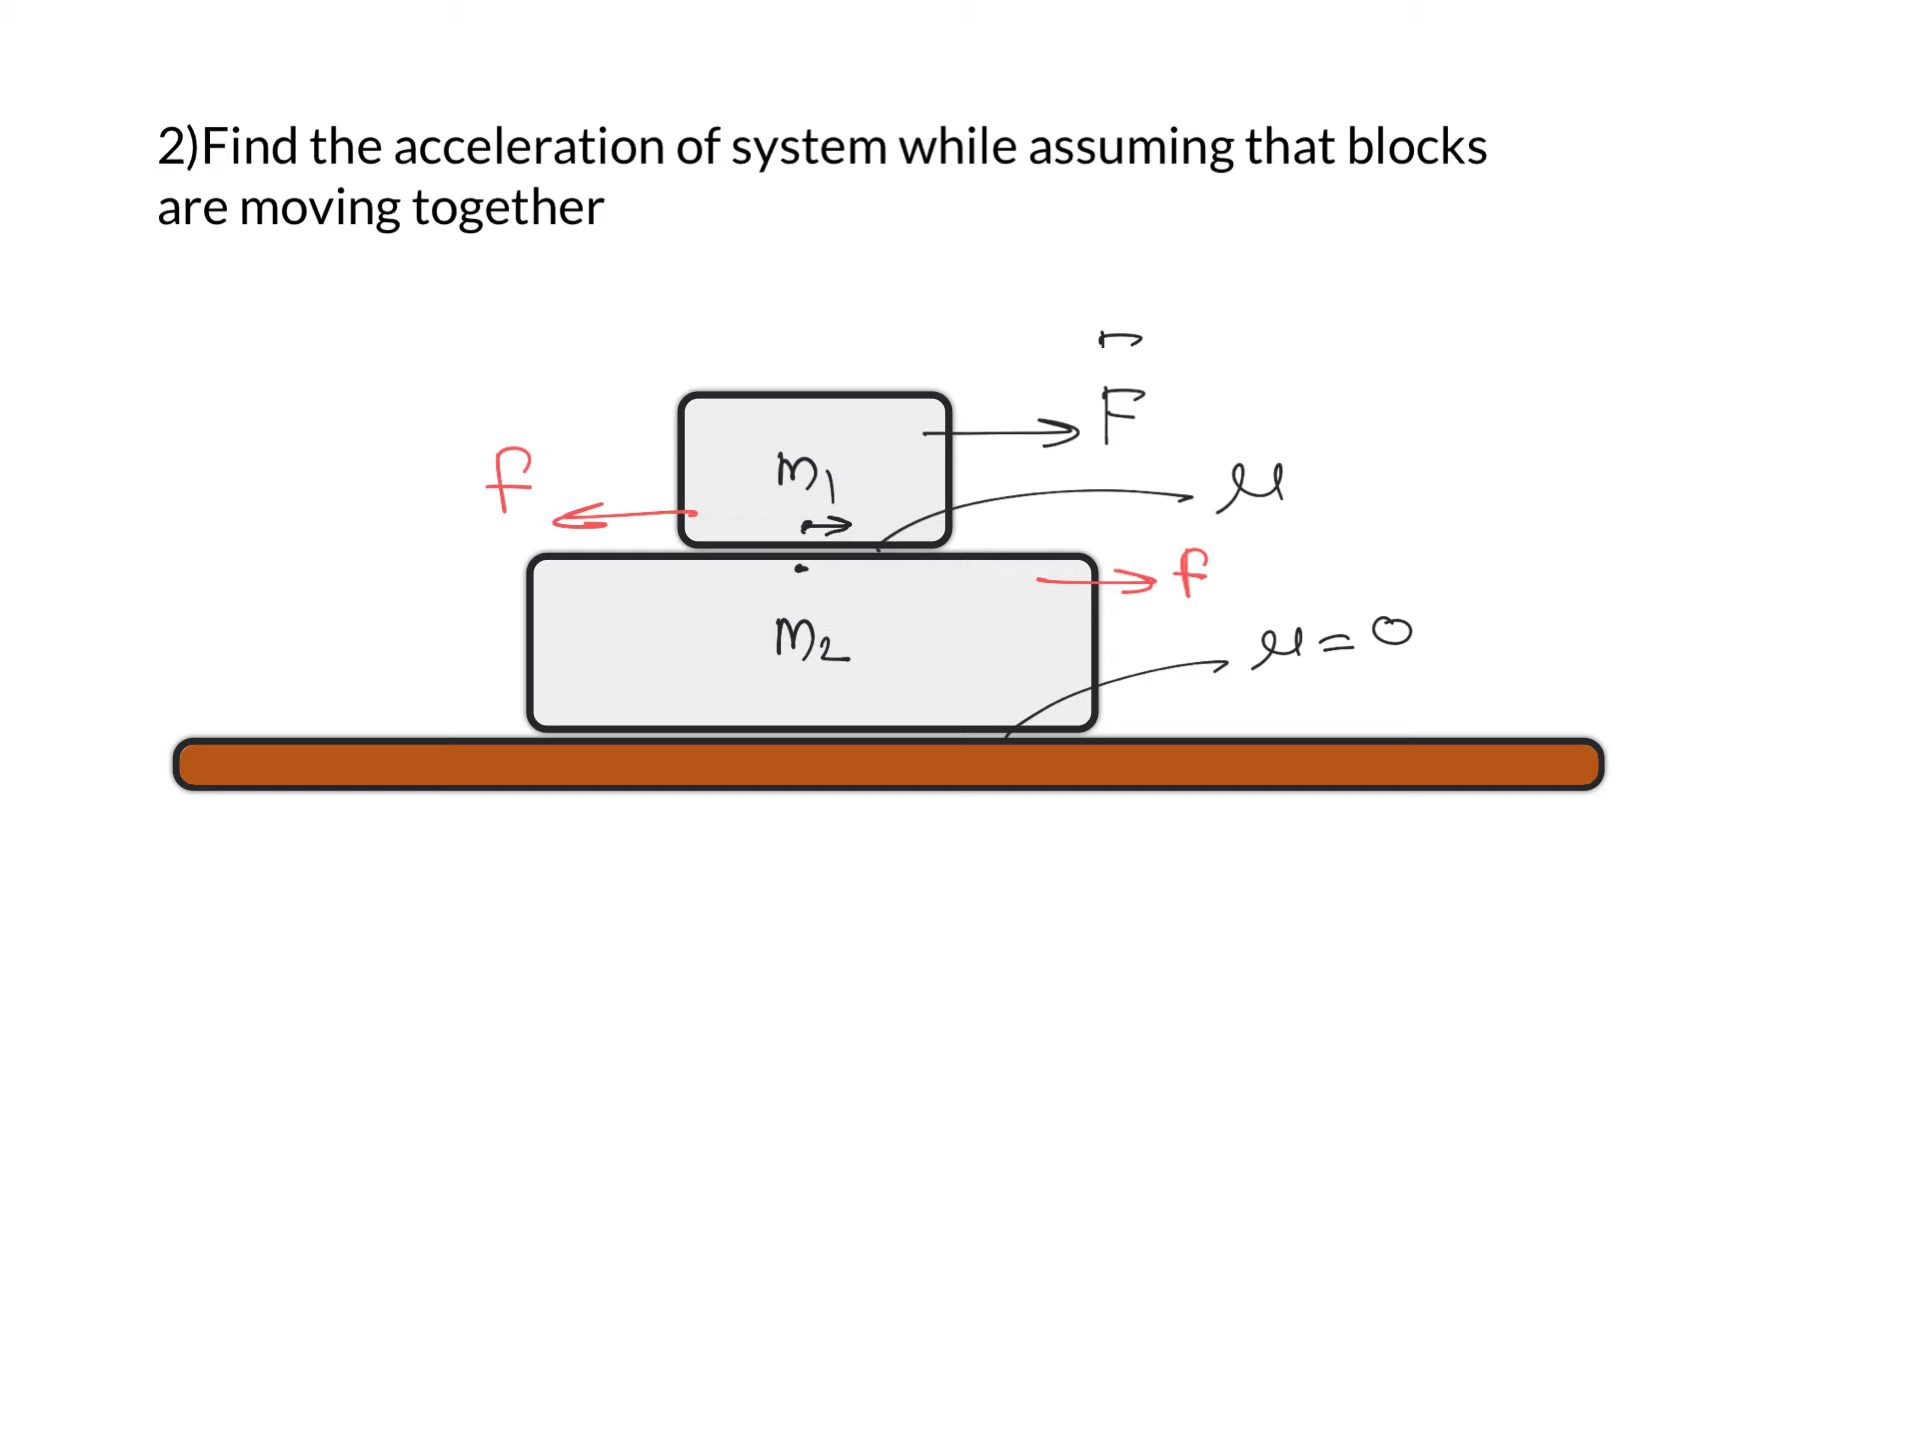 2)Find the acceleration of system while assuming that blocks
are moving together
F
f
m1
μ
f
m2
μ=0